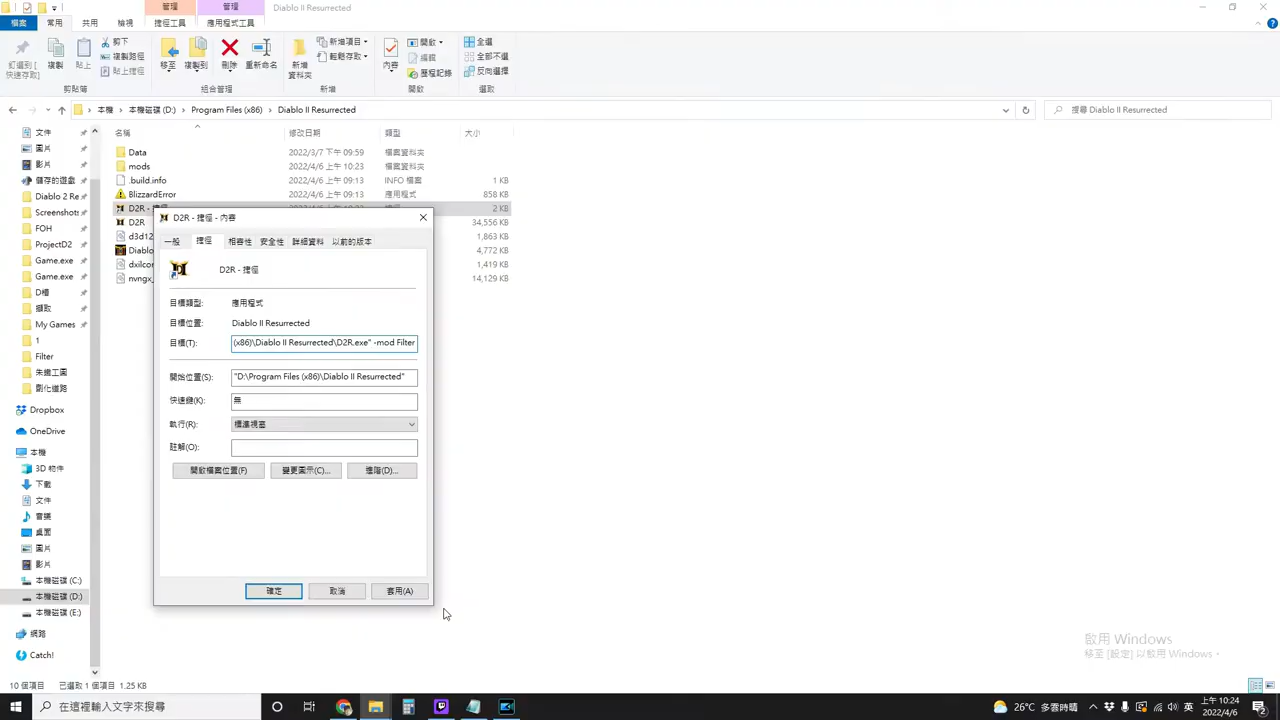 管理
管理
Diablo II Resurrected
檔案
常用
共用
檢視
捷徑工具
應用程式工具
釘選到 [
快速存取]
複製
貼上
剪下
複製路徑
貼上捷徑
剪貼簿
移至
複製到
刪除
重新命名
組合管理
新增
資料夾
新增項目
輕鬆存取
新增
內容
開啟
編輯
歷程記錄
開啟
全選
全部不選
反向選擇
選取
本機 > 本機磁碟 (D:) > Program Files (x86) > Diablo II Resurrected
搜尋 Diablo II Resurrected
文件
圖片
影片
儲存的遊戲
Diablo 2 Re
Screenshots
FOH
ProjectD2
Game.exe
Game.exe
D槽
擷取
My Games
1
Filter
朱繼工圖
劃化道路
Dropbox
OneDrive
本機
3D 物件
下載
文件
音樂
桌面
圖片
影片
本機磁碟 (C:)
本機磁碟 (D:)
本機磁碟 (E:)
網路
Catch!
名稱 修改日期 類型 大小
Data 2022/3/7 下午 09:59 檔案資料夾
mods 2022/4/6 上午 10:23 檔案資料夾
.build.info 2022/4/6 上午 09:13 INFO 檔案 1 KB
BlizzardError 2022/4/6 上午 09:13 應用程式 858 KB
D2R - 捷徑 2 KB
D2R 34,556 KB
d3d12 1,863 KB
Diablo 4,772 KB
dxilcor 1,419 KB
nvngx_ 14,129 KB
D2R - 捷徑 - 內容
一般 捷徑 相容性 安全性 詳細資料 以前的版本
D2R - 捷徑
目標類型: 應用程式
目標位置: Diablo II Resurrected
目標(T): (x86)\Diablo II Resurrected\D2R.exe" -mod Filter
開始位置(S): "D:\Program Files (x86)\Diablo II Resurrected"
快速鍵(K): 無
執行(R): 標準視窗
註解(O):
開啟檔案位置(F) 變更圖示(C)... 進階(D)...
確定 取消 套用(A)
啟用 Windows
移至 [設定] 以啟用 Windows。
10 個項目 已選取 1 個項目 1.25 KB
在這裡輸入文字來搜尋
26°C 多雲時晴
英
上午 10:24
2022/4/6
2